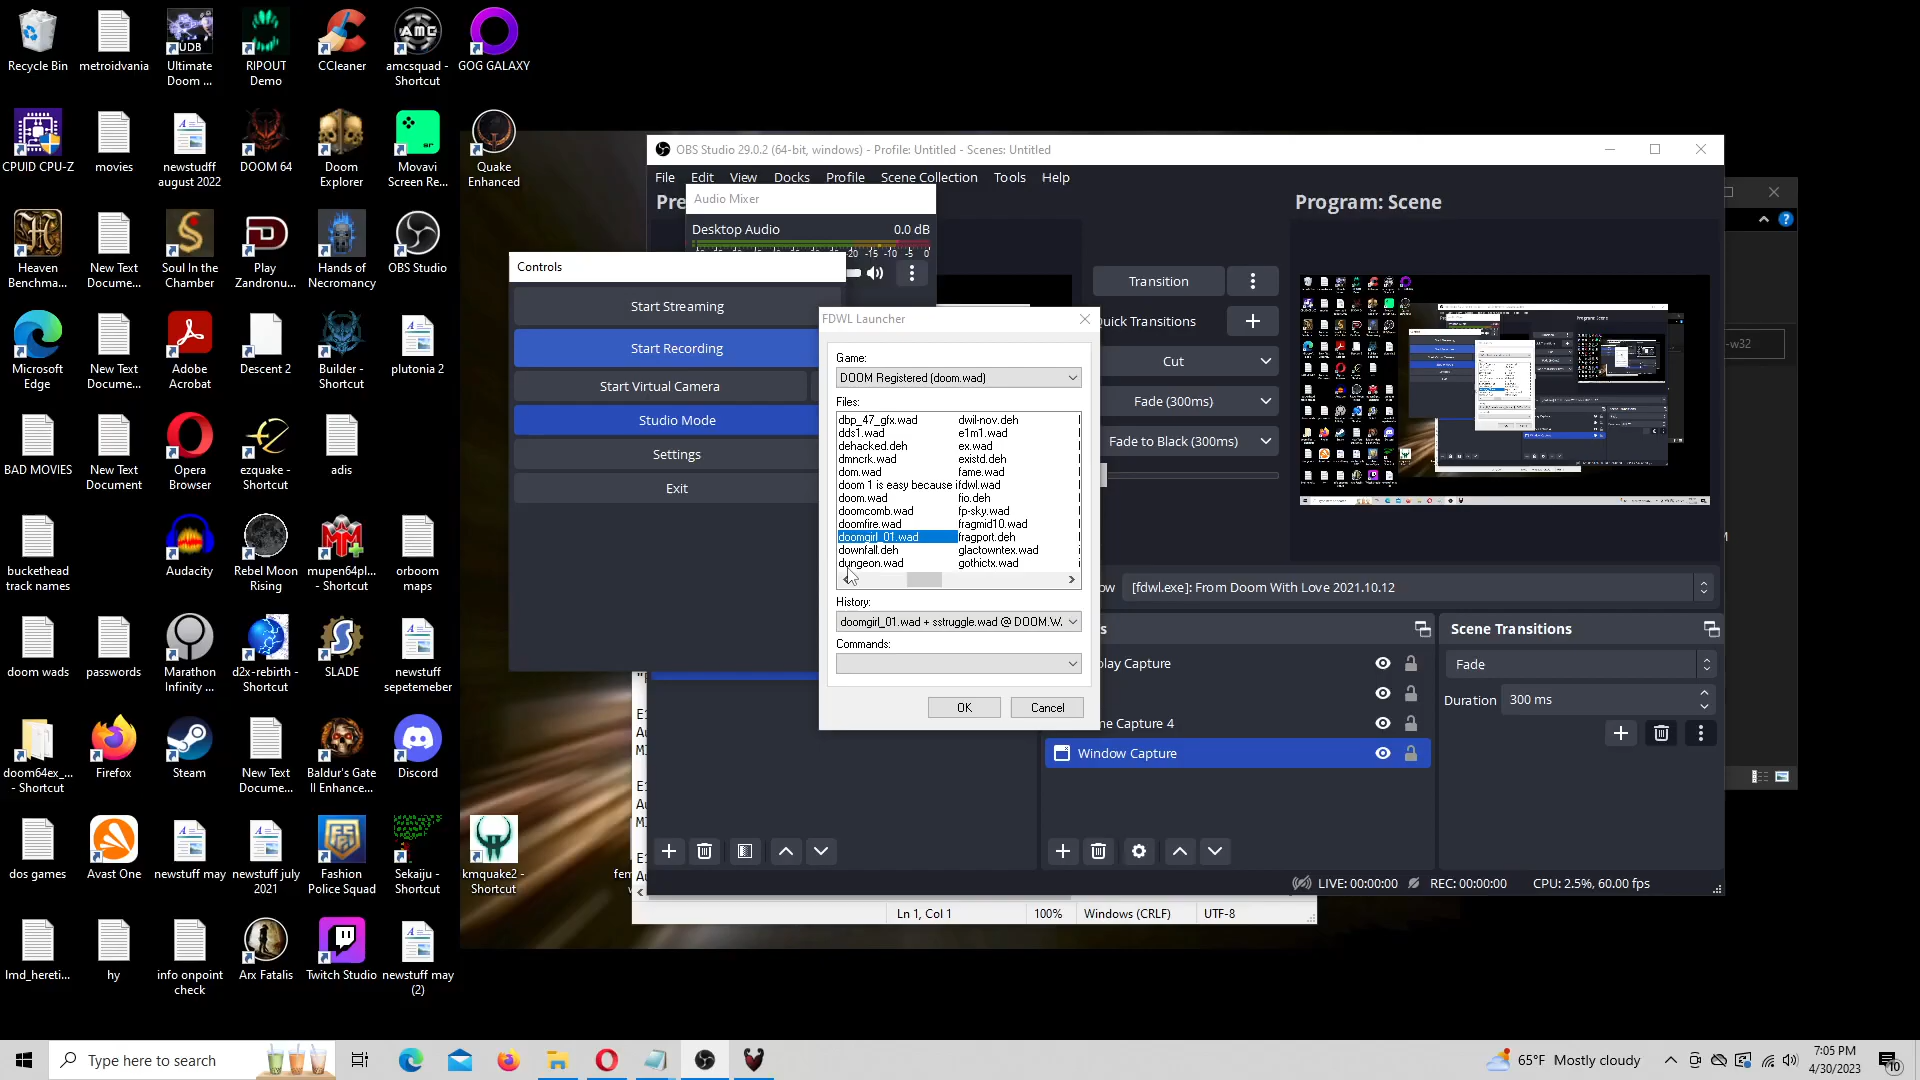 Recycle Bin
metroidvania
Ultimate Doom ...
RIPOUT Demo
CCleaner
amcsquad - Shortcut
GOG GALAXY
CPUID CPU-Z
movies
newstudff august 2022
DOOM 64
Doom Explorer
Movavi Screen Re...
Quake Enhanced
Heaven Benchma...
New Text Docume...
Soul In the Chamber
Play Zandronu...
Hands of Necromancy
OBS Studio
Microsoft Edge
New Text Docume...
Adobe Acrobat
Descent 2
Builder - Shortcut
plutonia 2
BAD MOVIES
New Text Document
Opera Browser
ezquake - Shortcut
adis
buckethead track names
Audacity
Rebel Moon Rising
mupen64pl... - Shortcut
orboom maps
doom wads
passwords
Marathon Infinity ...
d2x-rebirth - Shortcut
SLADE
newstuff sepetemeber
doom64ex_... - Shortcut
Firefox
Steam
New Text Docume...
Baldur's Gate II Enhance...
Discord
dos games
Avast One
newstuff may
newstuff july 2021
Fashion Police Squad
Sekaiju - Shortcut
kmquake2 - Shortcut
lmd_hereti...
hy
info onpoint check
Arx Fatalis
Twitch Studio
newstuff may (2)
OBS Studio 29.0.2 (64-bit, windows) - Profile: Untitled - Scenes: Untitled
File Edit View Docks Profile Scene Collection Tools Help
Pre
Program: Scene
Audio Mixer
Desktop Audio 0.0 dB
-20 -15 -10 -5 0
Controls
Start Streaming
Start Recording
Start Virtual Camera
Studio Mode
Settings
Exit
Transition
Quick Transitions
Cut
Fade (300ms)
Fade to Black (300ms)
FDWL Launcher
Game:
DOOM Registered (doom.wad)
Files:
dbp_47_gfx.wad dwil-nov.deh
dds1.wad e1m1.wad
dehacked.deh ex.wad
dmncrk.wad existd.deh
dom.wad fame.wad
doom 1 is easy because i fdwl.wad
doom.wad fio.deh
doomcomb.wad fp-sky.wad
doomfire.wad fragmid10.wad
doomgirl_01.wad fragport.deh
downfall.deh glactowntex.wad
dungeon.wad gothictx.wad
History:
doomgirl_01.wad + sstruggle.wad @ DOOM.W.
Commands:
OK Cancel
ow [fdwl.exe]: From Doom With Love 2021.10.12
s
Scene Transitions
play Capture
me Capture 4
Window Capture
Fade
Duration 300 ms
LIVE: 00:00:00 REC: 00:00:00 CPU: 2.5%, 60.00 fps
Ln 1, Col 1 100% Windows (CRLF) UTF-8
-w32
Type here to search
65°F Mostly cloudy
7:05 PM
4/30/2023
10